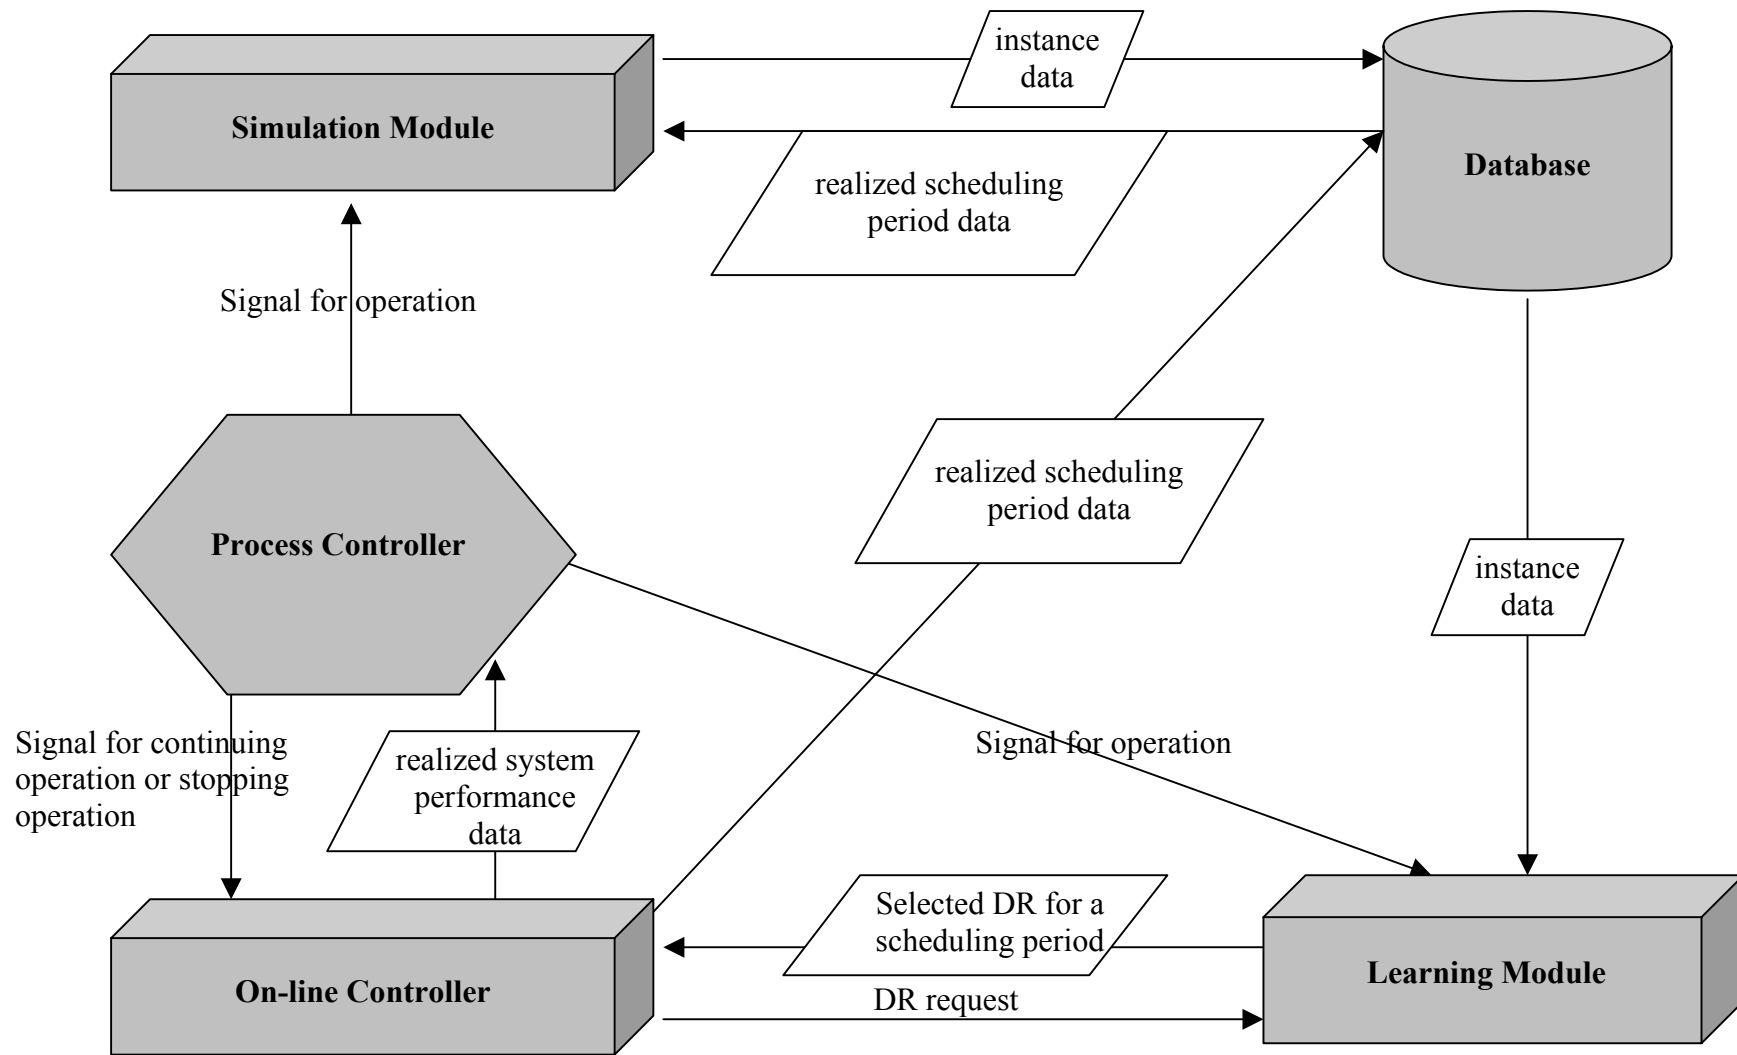 instance
data
Simulation Module
Database
realized scheduling
period data
Signal for operation
realized scheduling
period data
Process Controller
instance
data
Signal for continuing
operation or stopping
operation
realized system
performance
data
Signal for operation
Selected DR for a
scheduling period
On-line Controller
Learning Module
DR request